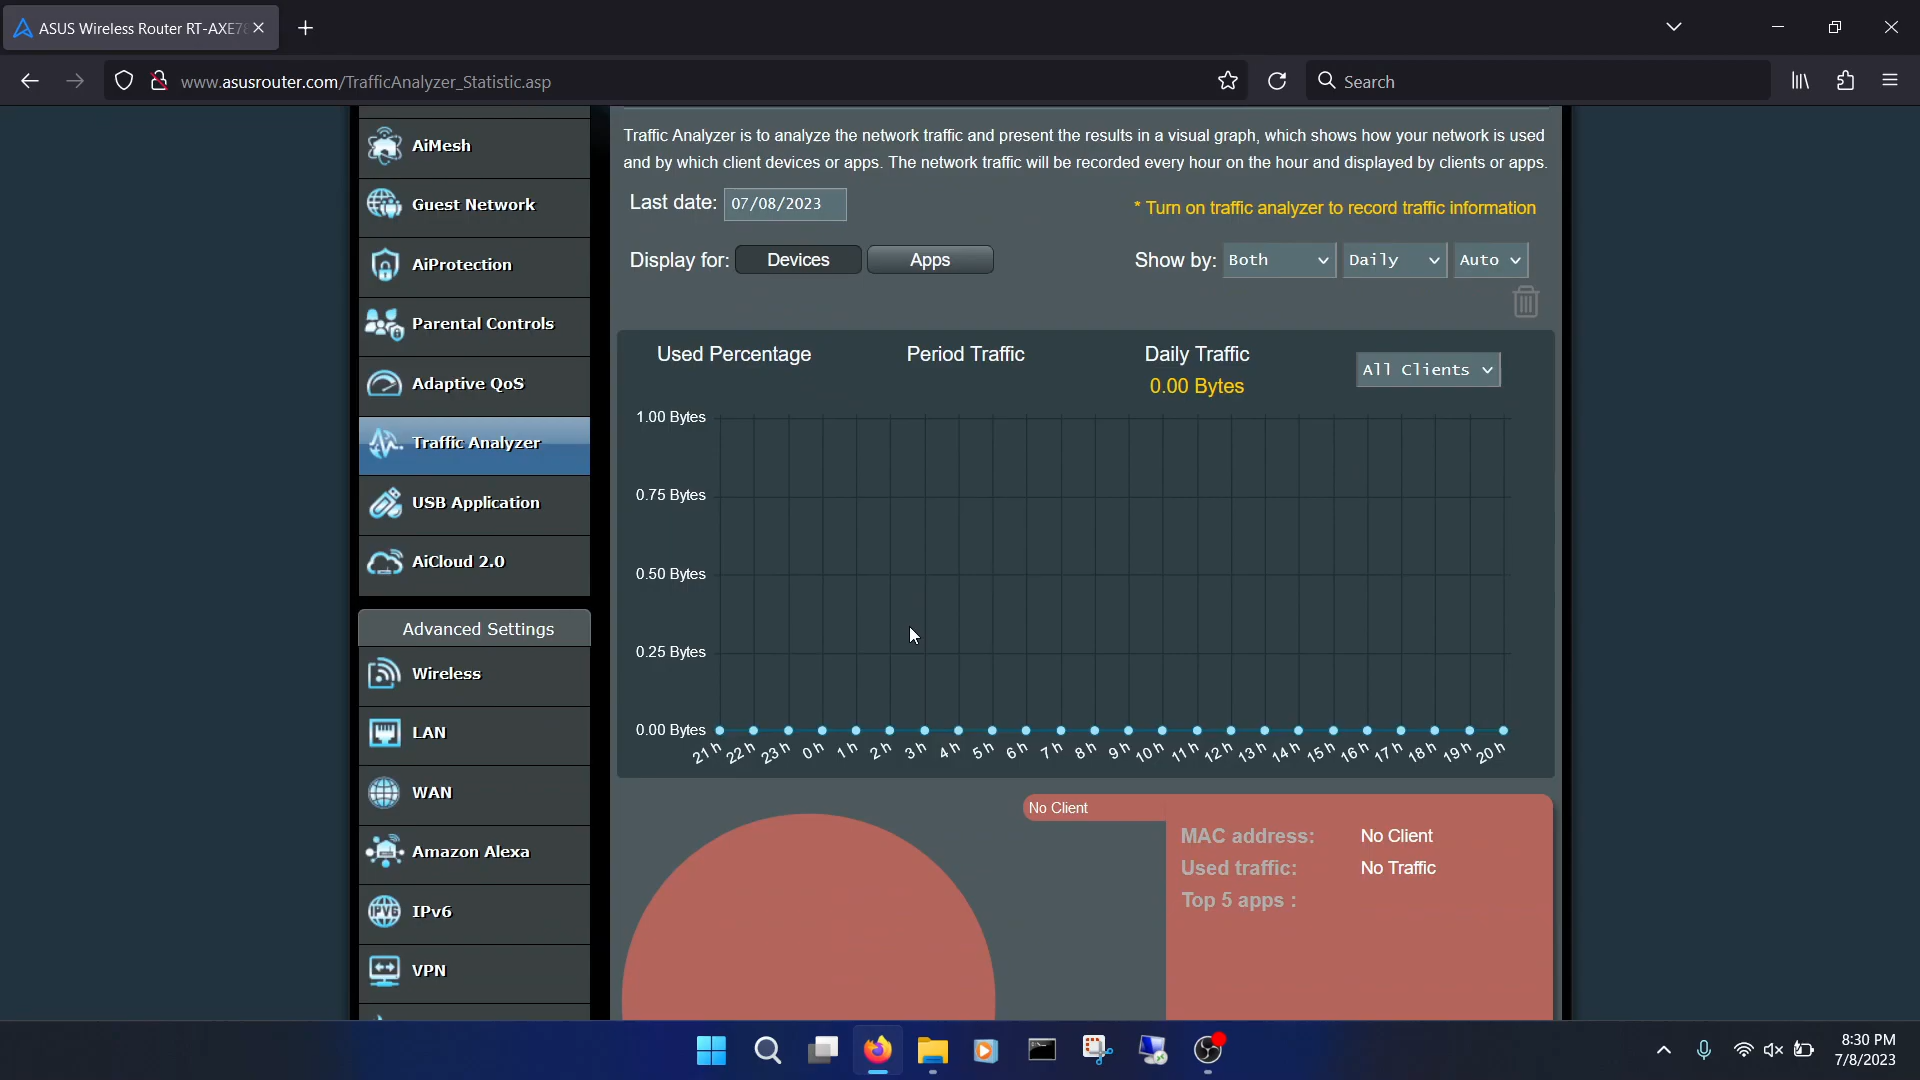 ASUS Wireless Router RT-AXE78
www.asusrouter.com/TrafficAnalyzer_Statistic.asp
Search
AiMesh
Guest Network
AiProtection
Parental Controls
Adaptive QoS
Traffic Analyzer
USB Application
AiCloud 2.0
Advanced Settings
Wireless
LAN
WAN
Amazon Alexa
IPv6
VPN
Traffic Analyzer is to analyze the network traffic and present the results in a visual graph, which shows how your network is used
and by which client devices or apps. The network traffic will be recorded every hour on the hour and displayed by clients or apps.
Last date: 07/08/2023
* Turn on traffic analyzer to record traffic information
Display for: Devices Apps
Show by: Both Daily Auto
Used Percentage Period Traffic Daily Traffic
0.00 Bytes
All Clients
1.00 Bytes
0.75 Bytes
0.50 Bytes
0.25 Bytes
0.00 Bytes
21 h 22 h 23 h 0 h 1 h 2 h 3 h 4 h 5 h 6 h 7 h 8 h 9 h 10 h 11 h 12 h 13 h 14 h 15 h 16 h 17 h 18 h 19 h 20 h
No Client
MAC address: No Client
Used traffic: No Traffic
Top 5 apps :
8:30 PM
7/8/2023